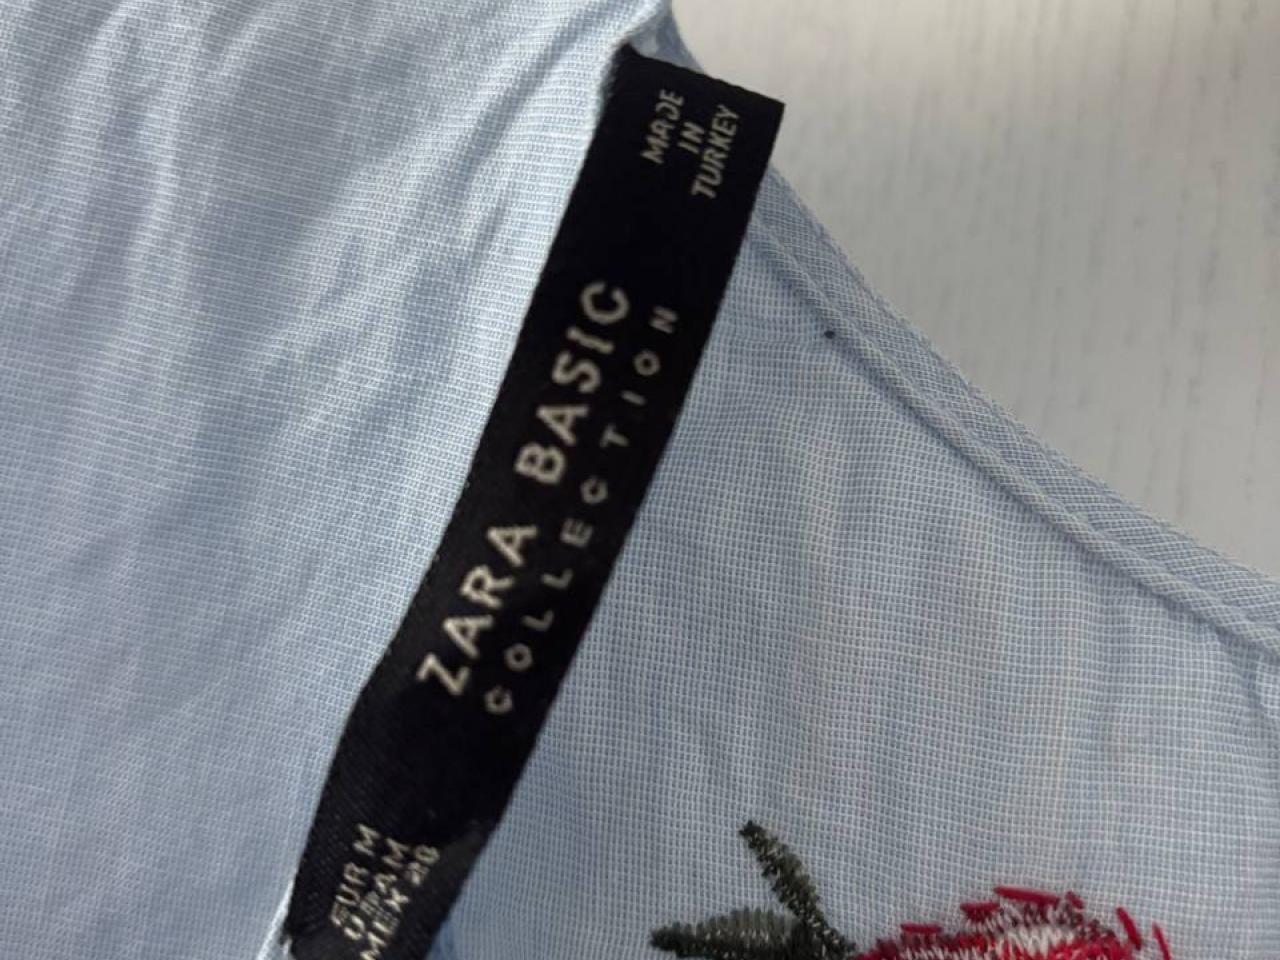 MADE
IN
TURKEY
ZARA BASIC
COLLECTION
EUR M
USA M
MEX 28